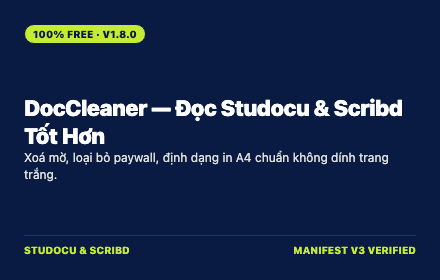 100% FREE · V1.8.0
DocCleaner — Đọc Studocu & Scribd
Tốt Hơn
Xoá mờ, loại bỏ paywall, định dạng in A4 chuẩn không dính trang
trắng.
STUDOCU & SCRIBD
MANIFEST V3 VERIFIED